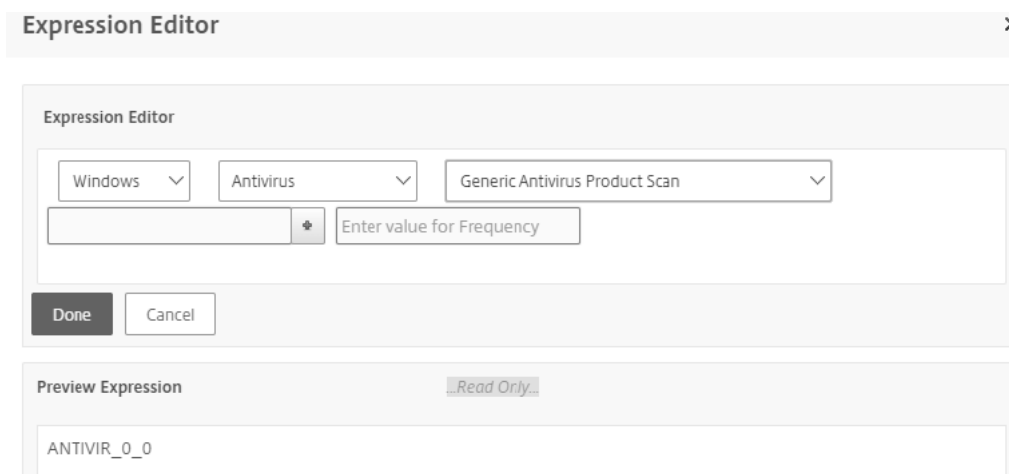 Expression Editor
Expression Editor
Windows Antivirus Generic Antivirus Product Scan
+ Enter value for Frequency
Done Cancel
Preview Expression ...Read Only...
ANTIVIR_0_0